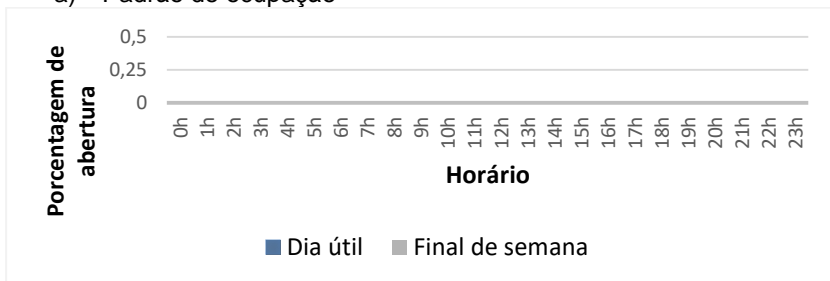 a) Padrão de ocupação
0,5
0,25
0
Porcentagem de
abertura
0h 1h 2h 3h 4h 5h 6h 7h 8h 9h 10h 11h 12h 13h 14h 15h 16h 17h 18h 19h 20h 21h 22h 23h
Horário
Dia útil Final de semana